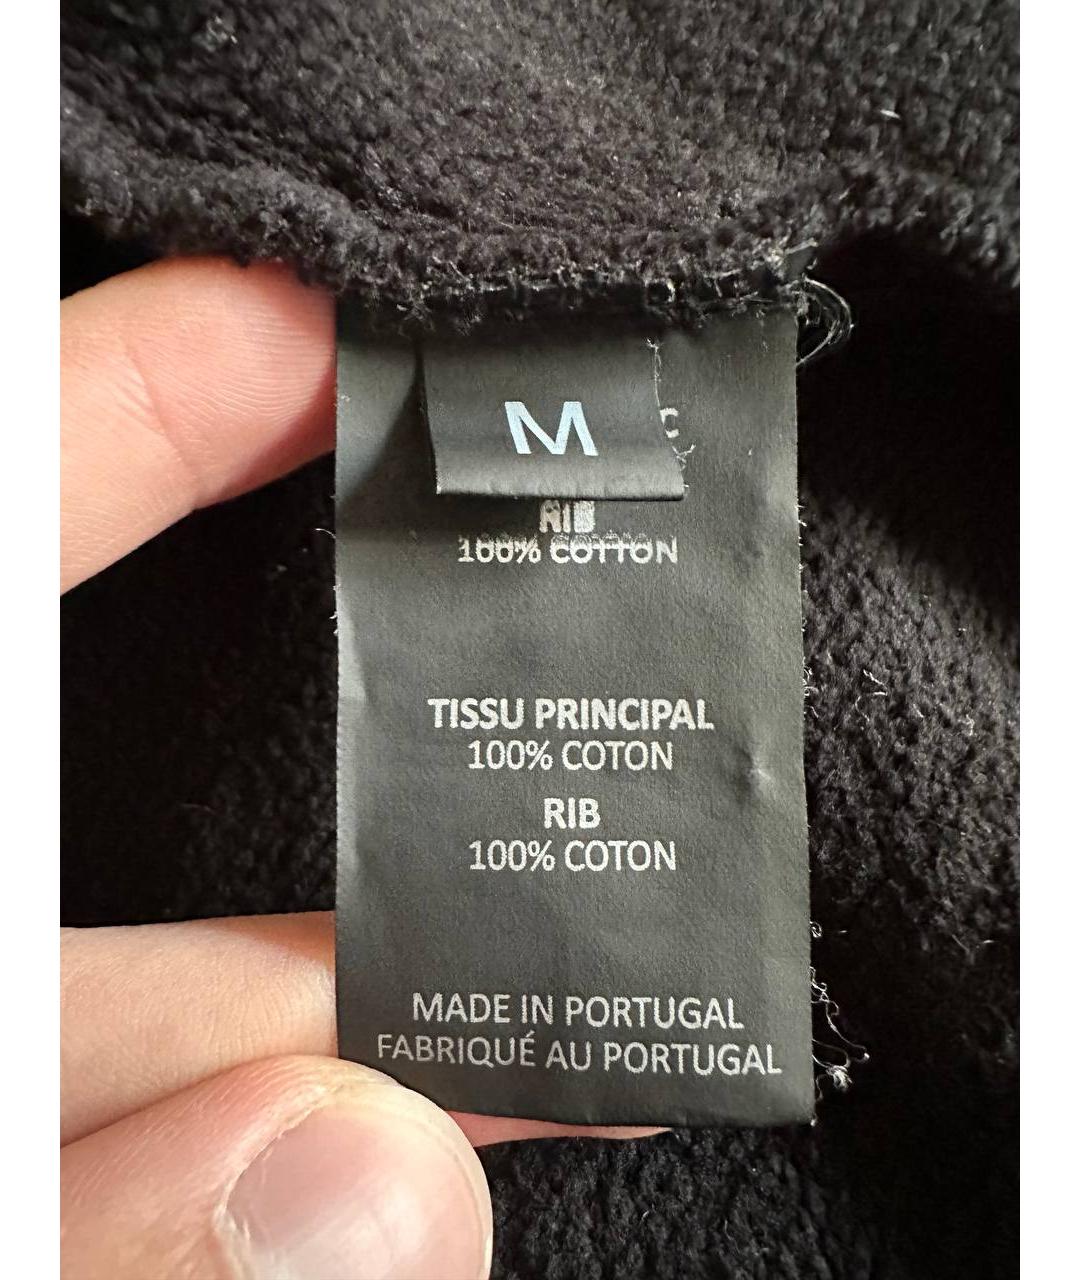 M
C
RIB
100% COTTON
TISSU PRINCIPAL
100% COTON
RIB
100% COTON
MADE IN PORTUGAL
FABRIQUÉ AU PORTUGAL